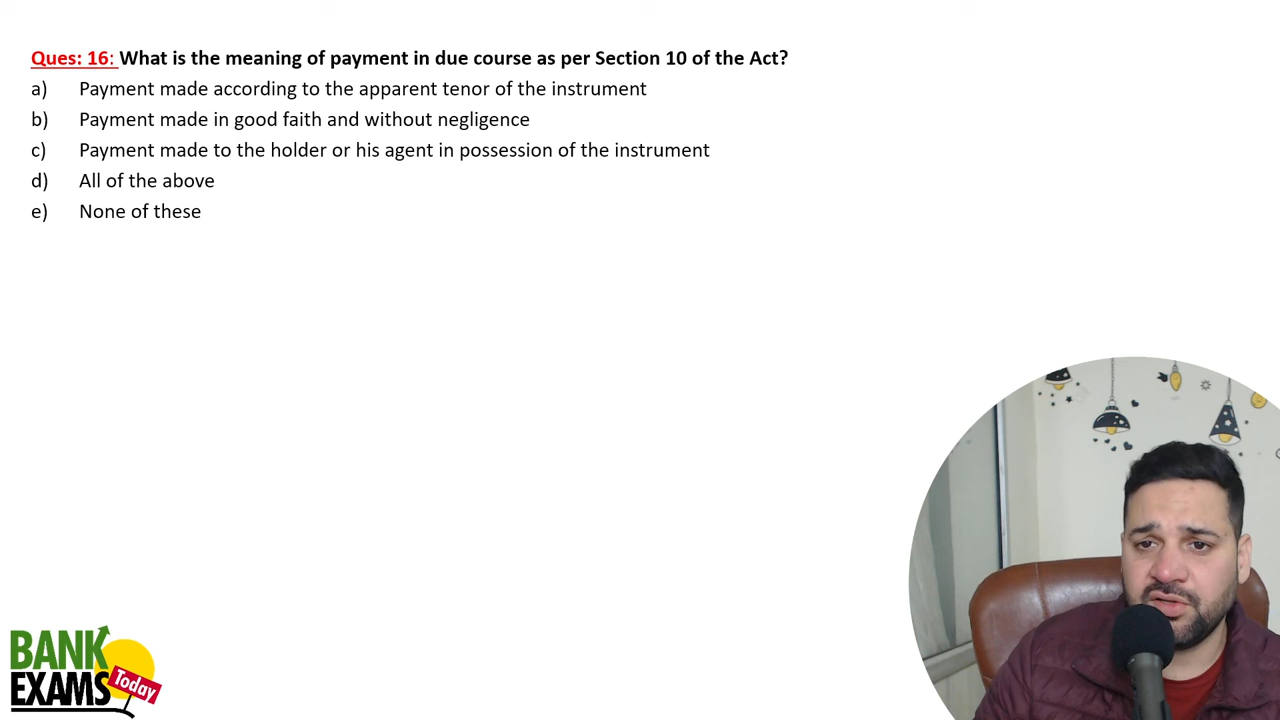 Ques: 16: What is the meaning of payment in due course as per Section 10 of the Act?
a) Payment made according to the apparent tenor of the instrument
b) Payment made in good faith and without negligence
c) Payment made to the holder or his agent in possession of the instrument
d) All of the above
e) None of these
BANK
EXAMS
Today